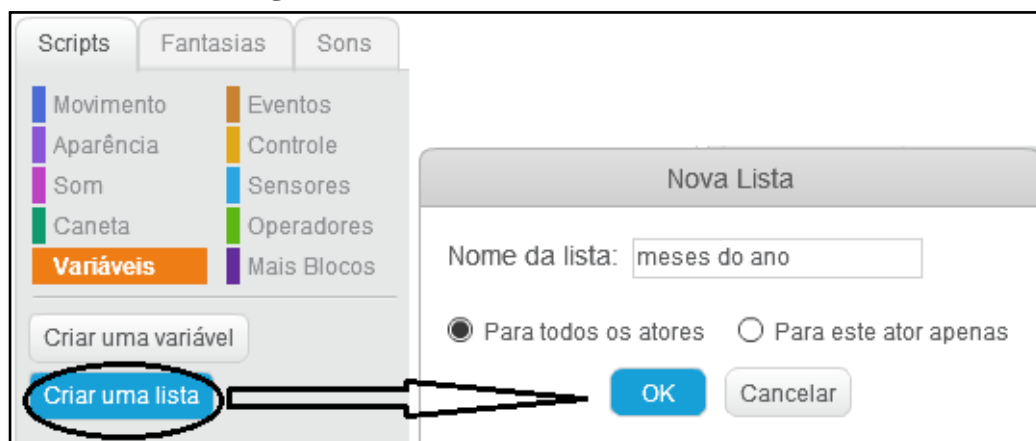 Scripts Fantasias Sons
Movimento Eventos
Aparência Controle
Som Sensores
Caneta Operadores
Variáveis Mais Blocos
Criar uma variável
Criar uma lista
Nova Lista
Nome da lista: meses do ano
Para todos os atores Para este ator apenas
OK Cancelar